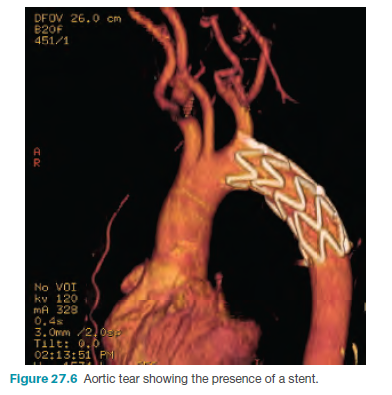 DFOV 26.0 cm
B20f
451/1
A
R
No VOI
kv 120
mA 328
0.4s
3.0mm /2.0
Tilt: 0.0
02:13:51 PM
Figure 27.6 Aortic tear showing the presence of a stent.